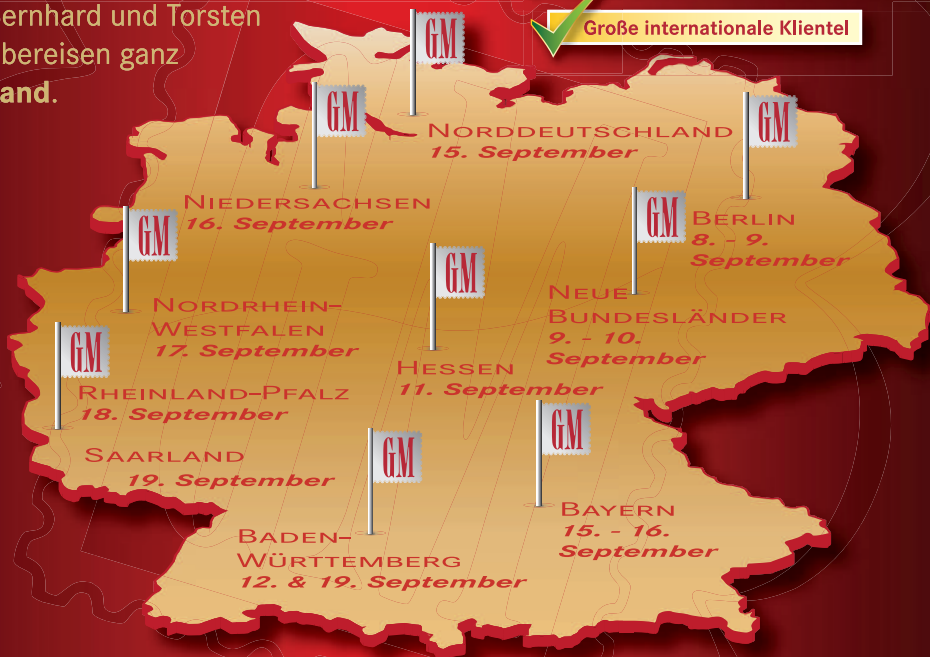 ernhard und Torsten
bereisen ganz
and.
Große internationale Klientel
GM
GM
NORDDEUTSCHLAND
15. September
GM
NIEDERSACHSEN
16. September
GM
BERLIN
8. - 9.
September
GM
NORDRHEIN-
WESTFALEN
17. September
GM
NEUE
BUNDESLÄNDER
9. - 10.
September
GM
HESSEN
11. September
GM
RHEINLAND-PFALZ
18. September
SAARLAND
19. September
GM
BAYERN
15. - 16.
September
GM
BADEN-
WÜRTTEMBERG
12. & 19. September